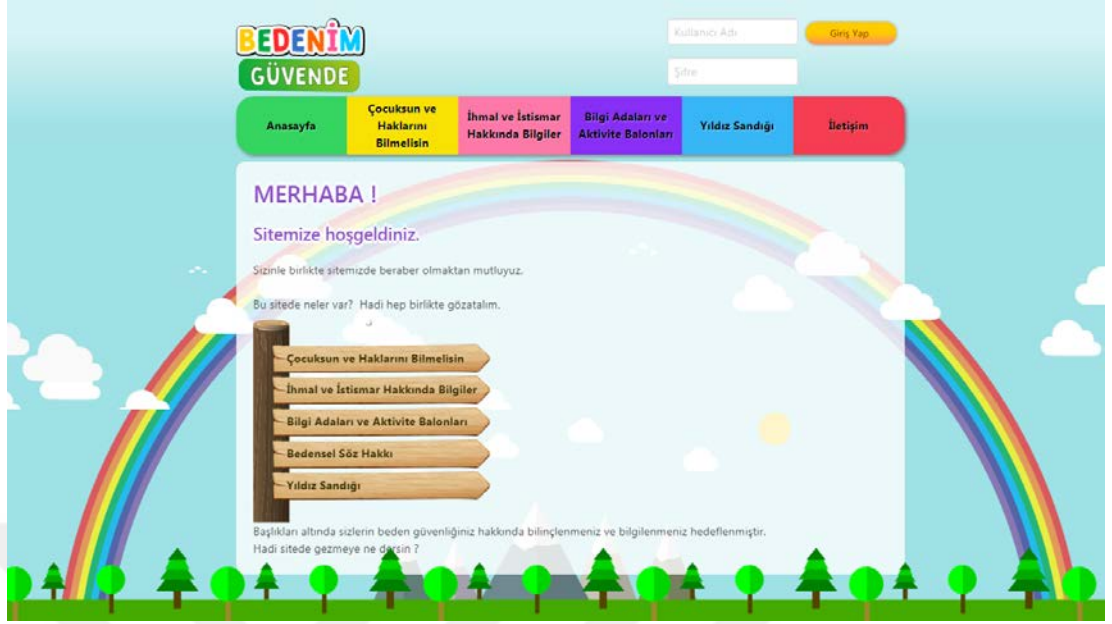 BEDENİM
GÜVENDE
Kullanıcı Adı
Giriş Yap
Şifre
Anasayfa
Çocuksun ve
Haklarını
Bilmelisin
İhmal ve İstismar
Hakkında Bilgiler
Bilgi Adaları ve
Aktivite Balonları
Yıldız Sandığı
İletişim
MERHABA !
Sitemize hoşgeldiniz.
Sizinle birlikte sitemizde beraber olmaktan mutluyuz.
Bu sitede neler var? Hadi hep birlikte gözatalım.
Çocuksun ve Haklarını Bilmelisin
İhmal ve İstismar Hakkında Bilgiler
Bilgi Adaları ve Aktivite Balonları
Bedensel Söz Hakkı
Yıldız Sandığı
Başlıkları altında sizlerin beden güvenliğiniz hakkında bilinçlenmeniz ve bilgilenmeniz hedeflenmiştir.
Hadi sitede gezmeye ne dersin ?